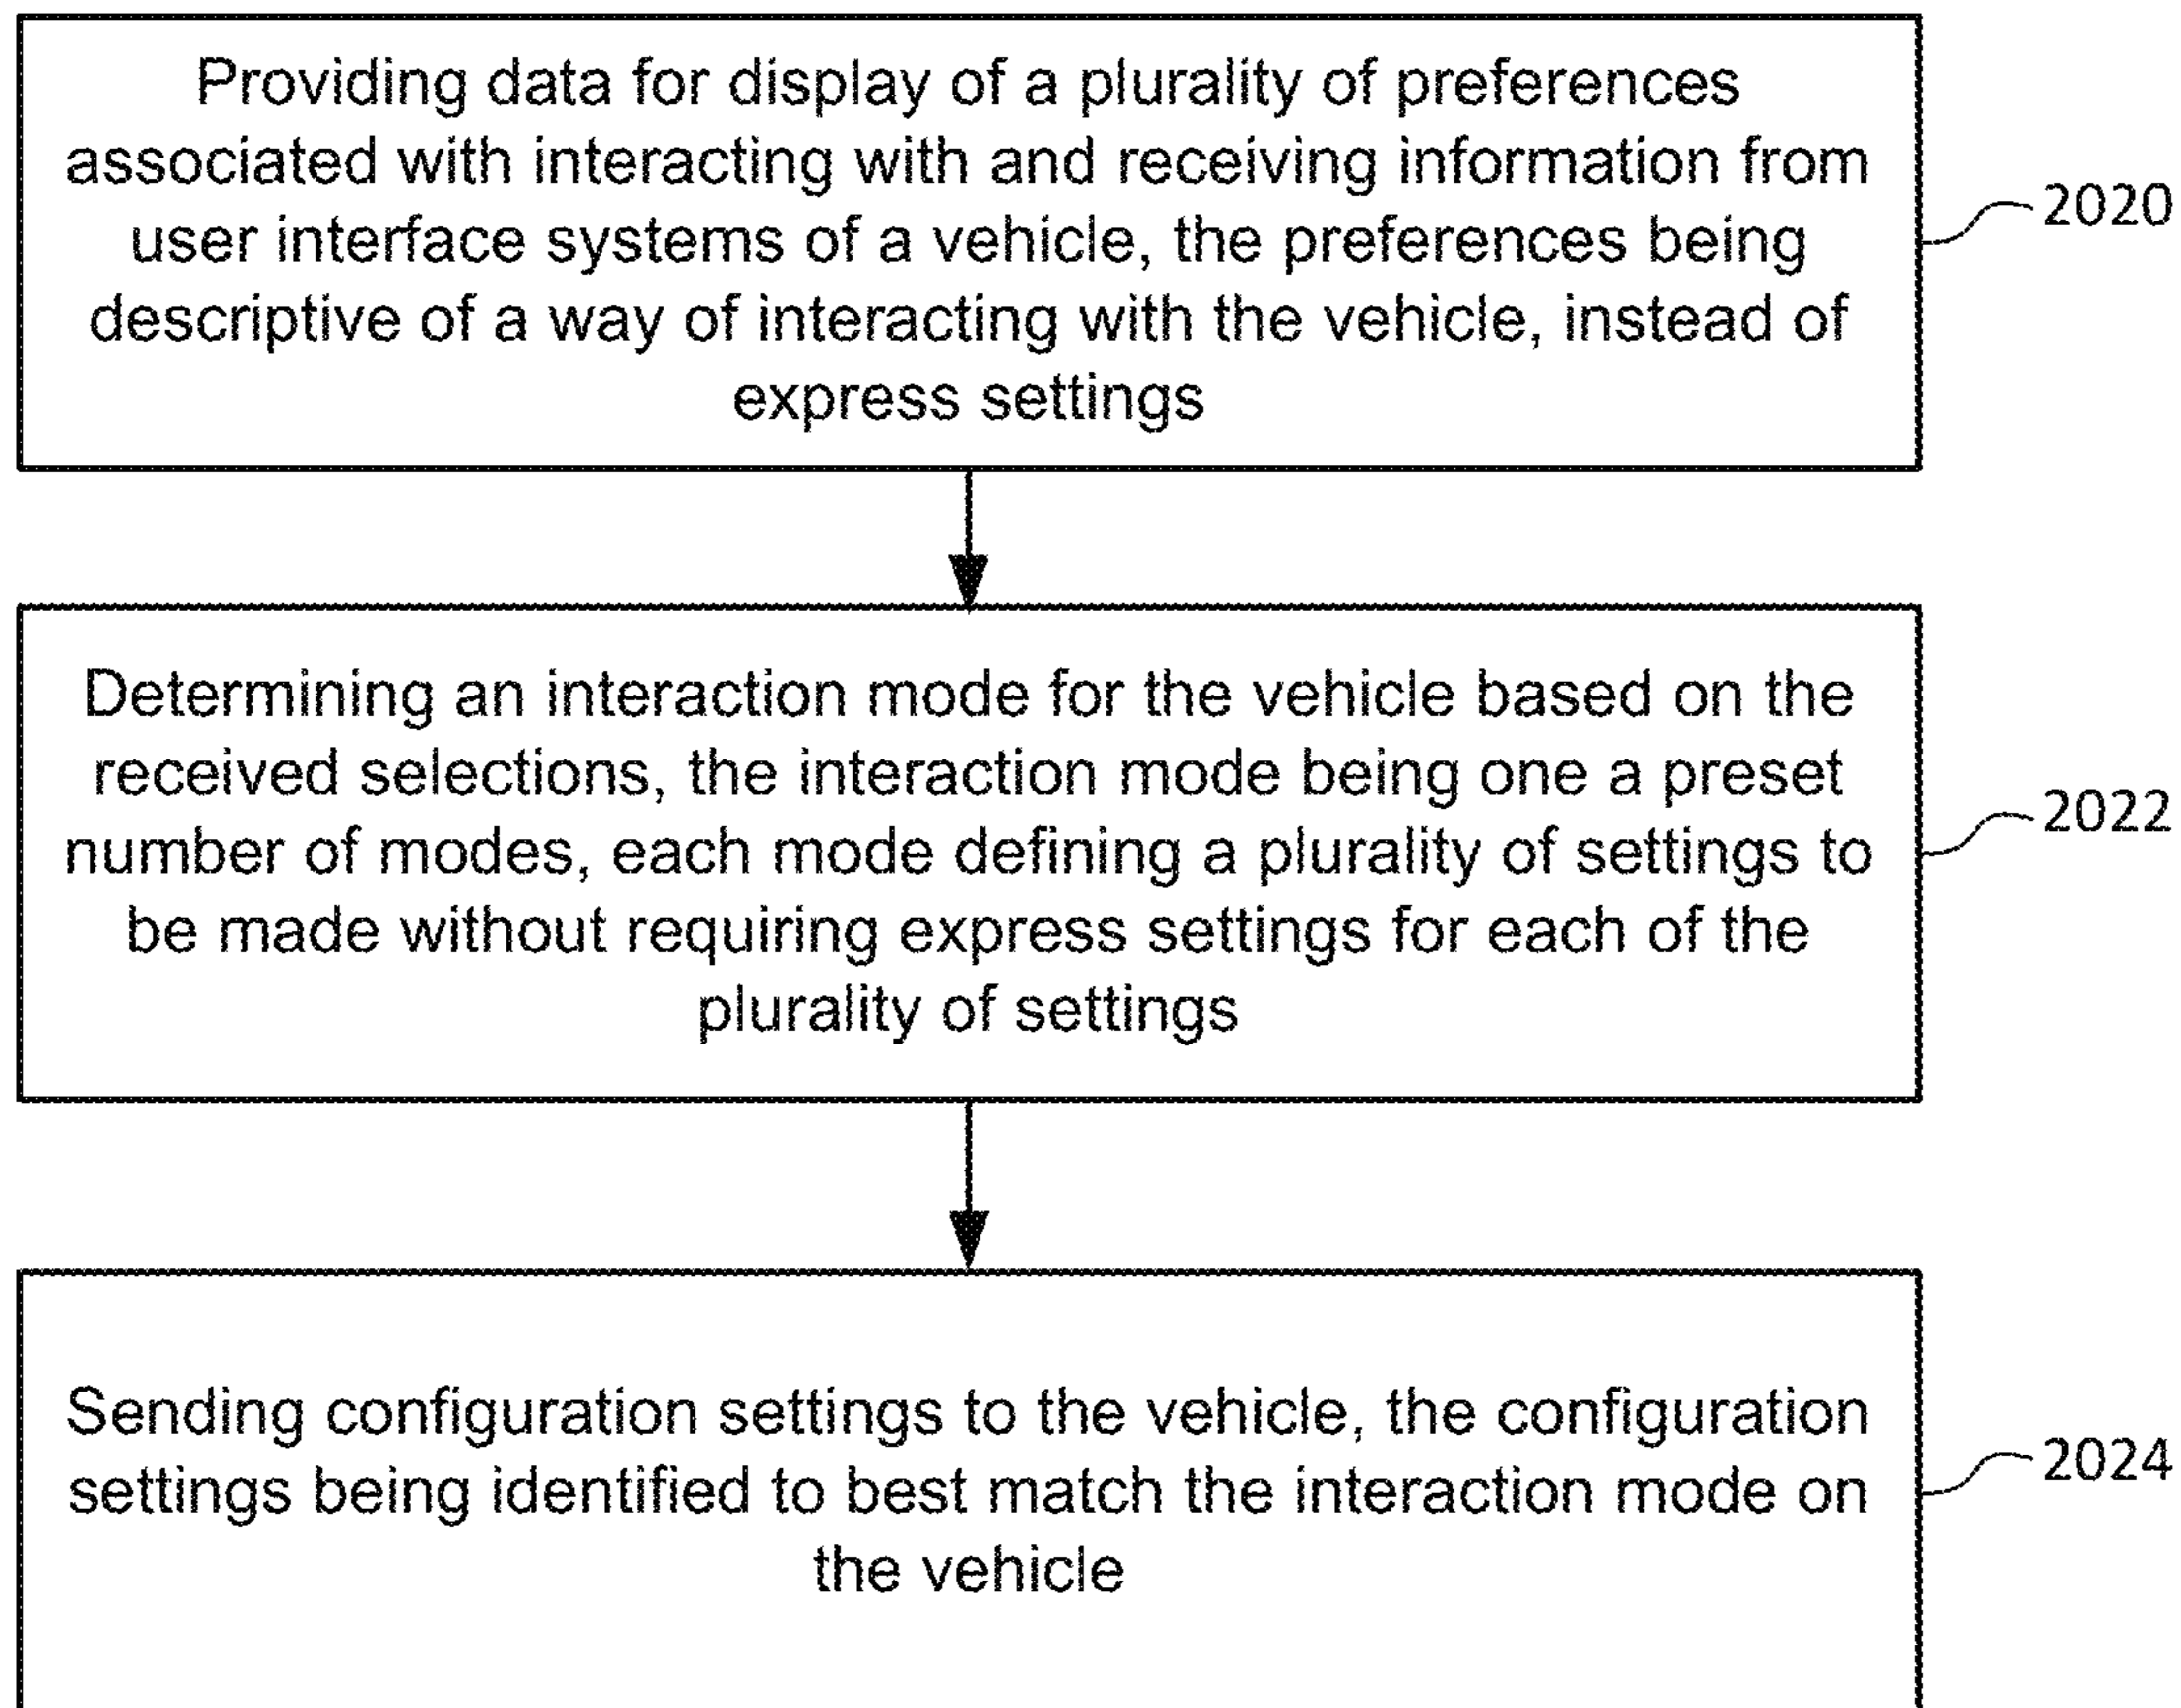 Providing data for display of a plurality of preferences
associated with interacting with and receiving information from
user interface systems of a vehicle, the preferences being
descriptive of a way of interacting with the vehicle, instead of
express settings
2020
Determining an interaction mode for the vehicle based on the
received selections, the interaction mode being one a preset
number of modes, each mode defining a plurality of settings to
be made without requiring express settings for each of the
plurality of settings
2022
Sending configuration settings to the vehicle, the configuration
settings being identified to best match the interaction mode on
the vehicle
2024